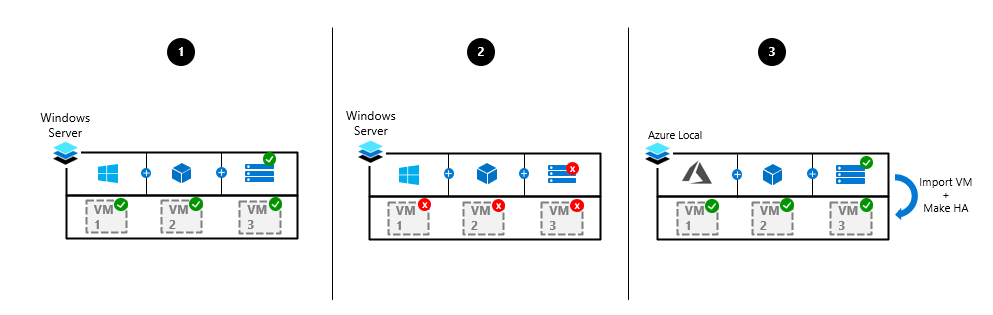 1
2
3
Windows
Server
VM
1
VM
2
VM
3
Windows
Server
x
VM
1
x
VM
2
x
VM
3
x
Azure Local
VM
1
VM
2
VM
3
Import VM
+
Make HA